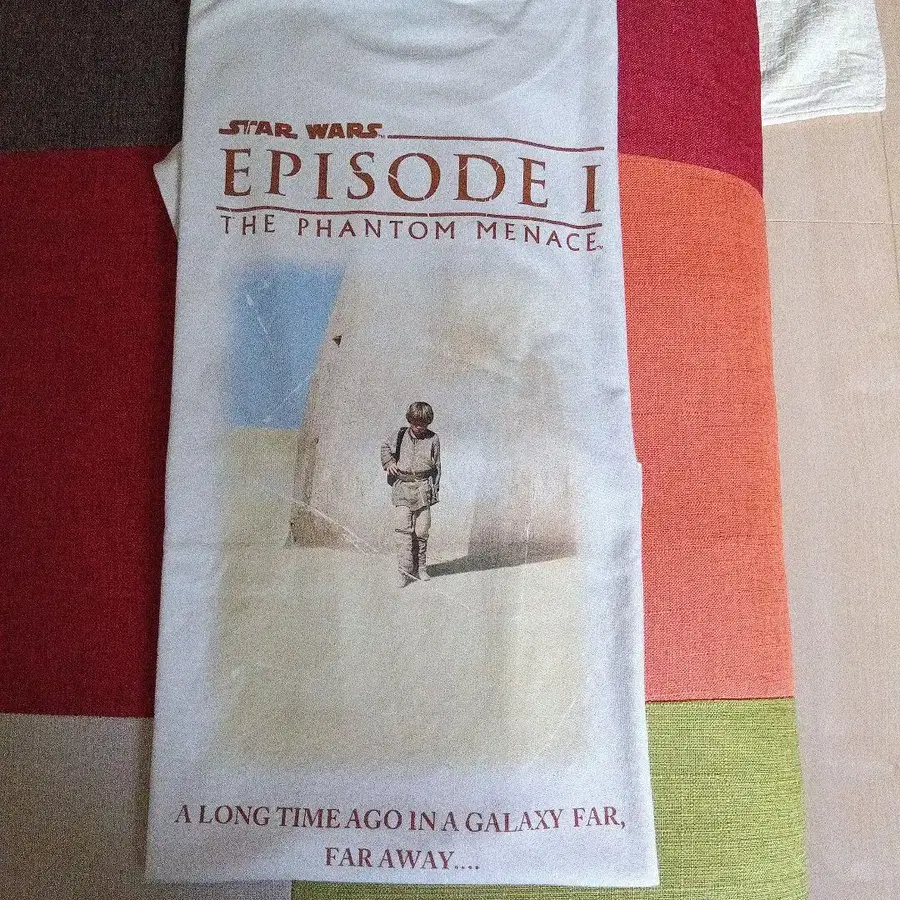 STAR WARS
EPISODE I
THE PHANTOM MENACE
A LONG TIME AGO IN A GALAXY FAR,
FAR AWAY....